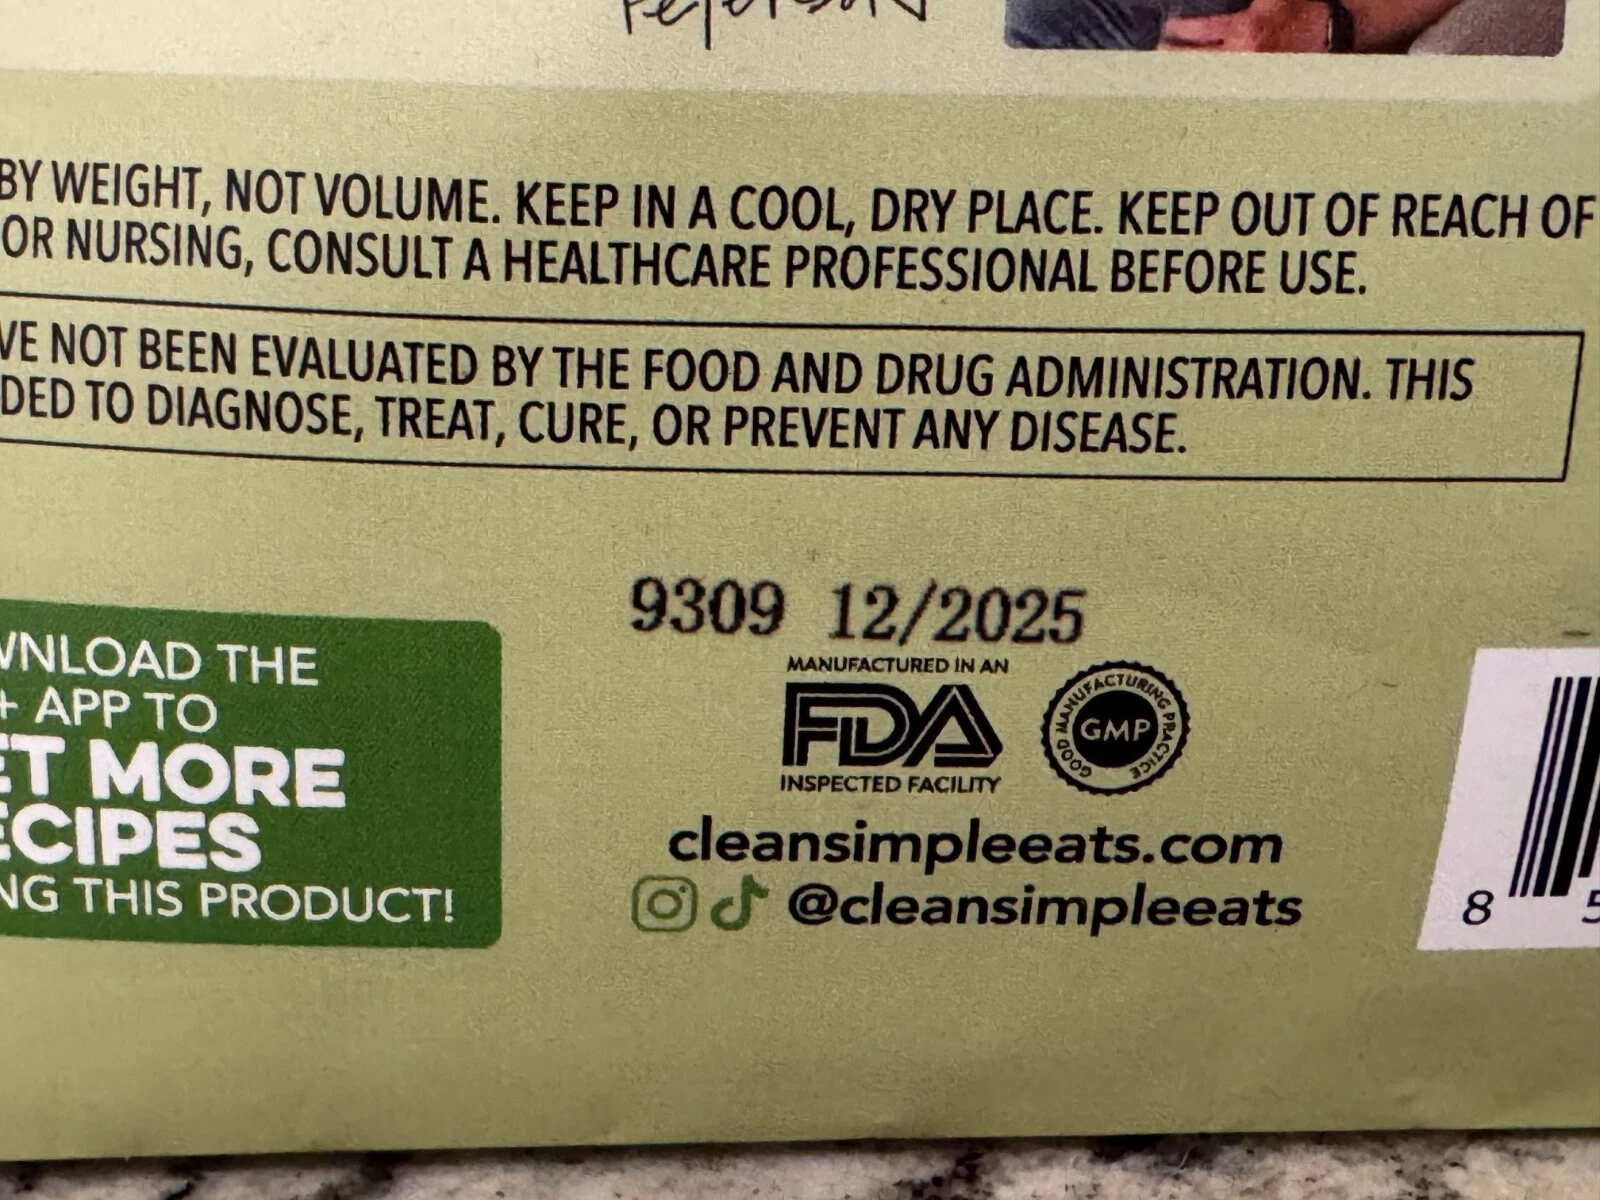 Peterson
BY WEIGHT, NOT VOLUME. KEEP IN A COOL, DRY PLACE. KEEP OUT OF REACH OF
OR NURSING, CONSULT A HEALTHCARE PROFESSIONAL BEFORE USE.
VE NOT BEEN EVALUATED BY THE FOOD AND DRUG ADMINISTRATION. THIS
DED TO DIAGNOSE, TREAT, CURE, OR PREVENT ANY DISEASE.
9309 12/2025
MANUFACTURED IN AN
FDA
INSPECTED FACILITY
GOOD MANUFACTURING PRACTICE
GMP
cleansimpleeats.com
@cleansimpleeats
WNLOAD THE
+ APP TO
ET MORE
ECIPES
NG THIS PRODUCT!
8 5